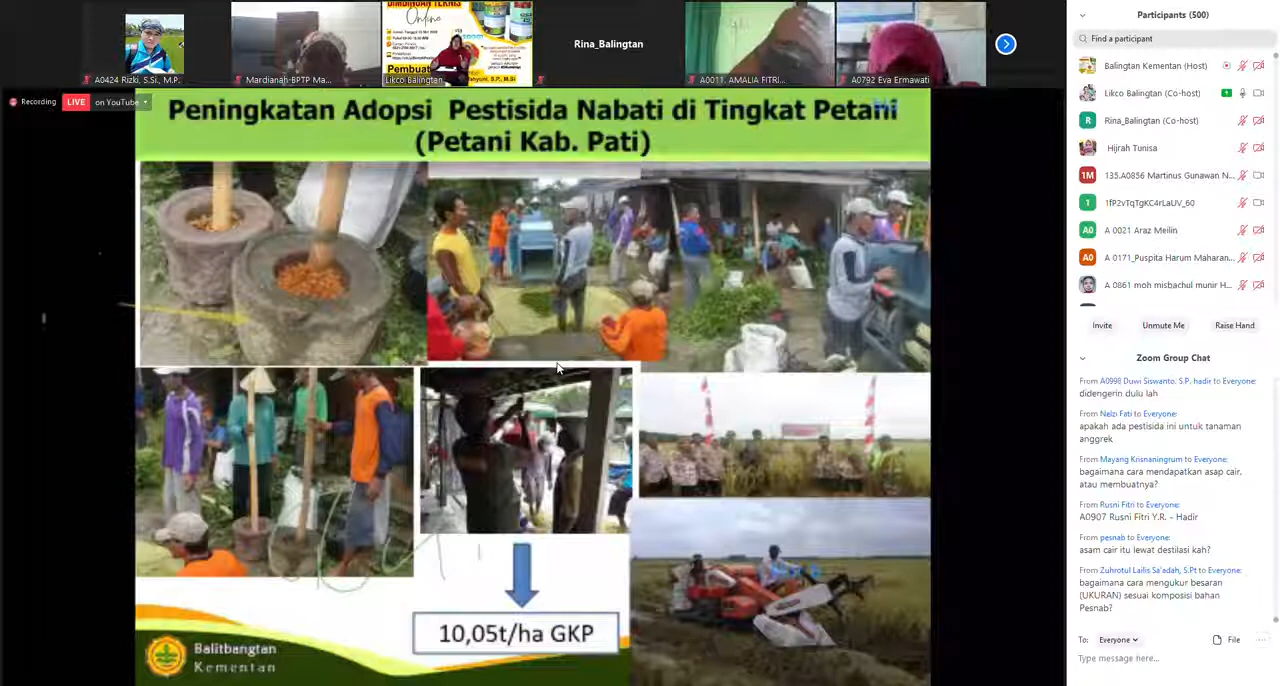 BIMBINGAN TEKNIS
Online
A0424 Rizki, S.Si, M.P.
Mardianah-BPTP Ma...
Likco Balingtan
Rina_Balingtan
A0011. AMALIA FITRI...
A0792 Eva Ermawati
Recording
LIVE on YouTube
Peningkatan Adopsi Pestisida Nabati di Tingkat Petani
(Petani Kab. Pati)
10,05t/ha GKP
Balitbangtan
Kementan
Participants (500)
Find a participant
Balingtan Kementan (Host)
Likco Balingtan (Co-host)
R Rina_Balingtan (Co-host)
Hijrah Tunisa
1M 135.A0856 Martinus Gunawan N...
1 1fP2vTqTgKC4rLaUV_60
A0 A 0021 Araz Meilin
A0 A 0171_Puspita Harum Maharan...
A 0861 moh misbachul munir H...
Invite Unmute Me Raise Hand
Zoom Group Chat
From A0998 Duwi Siswanto, S.P. hadir to Everyone:
didengerin dulu lah
From Nelzi Fati to Everyone:
apakah ada pestisida ini untuk tanaman
anggrek
From Mayang Krisnaningrum to Everyone:
bagaimana cara mendapatkan asap cair,
atau membuatnya?
From Rusni Fitri to Everyone:
A0907 Rusni Fitri Y.R. - Hadir
From pesnab to Everyone:
asam cair itu lewat destilasi kah?
From Zuhrotul Lailis Sa'adah, S.Pt to Everyone:
bagaimana cara mengukur besaran
(UKURAN) sesuai komposisi bahan
Pesnab?
To: Everyone File ...
Type message here...